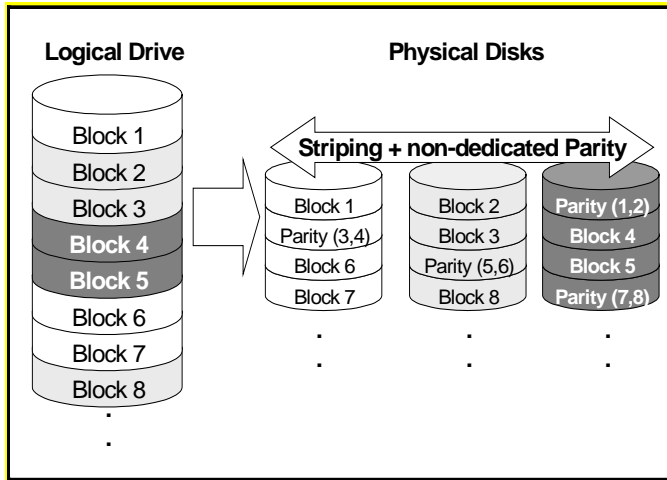 Logical Drive
Physical Disks
Block 1
Block 2
Block 3
Block 4
Block 5
Block 6
Block 7
Block 8
.
.
Striping + non-dedicated Parity
Block 1
Parity (3,4)
Block 6
Block 7
.
.
Block 2
Block 3
Parity (5,6)
Block 8
.
.
Parity (1,2)
Block 4
Block 5
Parity (7,8)
.
.